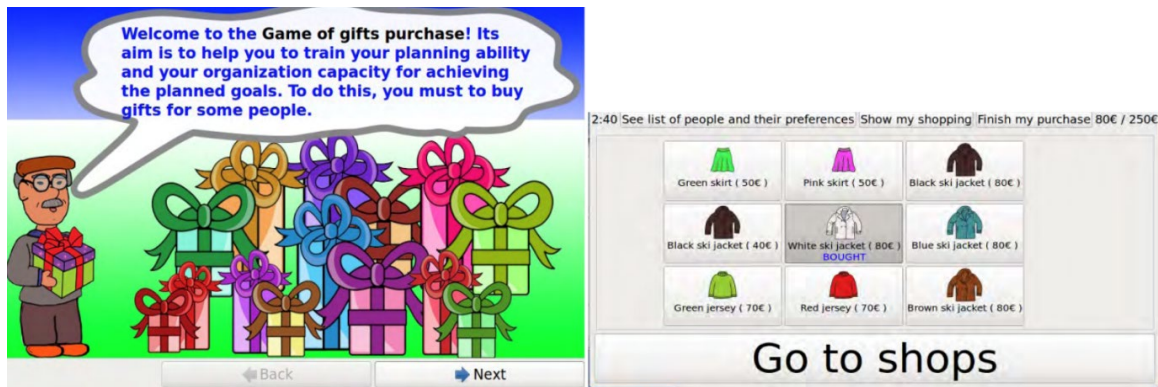 Welcome to the Game of gifts purchase! Its
aim is to help you to train your planning ability
and your organization capacity for achieving
the planned goals. To do this, you must to buy
gifts for some people.
Back
Next
2:40 See list of people and their preferences Show my shopping Finish my purchase 80€ / 250€
Green skirt ( 50€ )
Pink skirt ( 50€ )
Black ski jacket ( 80€ )
Black ski jacket ( 40€ )
White ski jacket ( 80€ )
BOUGHT
Blue ski jacket ( 80€ )
Green jersey ( 70€ )
Red jersey ( 70€ )
Brown ski jacket ( 80€ )
Go to shops